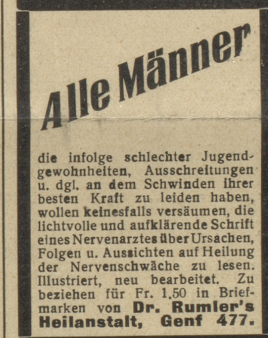 Alle Männer
die infolge schlechter Jugend-
gewohnheiten, Ausschreitungen
u. dgl. an dem Schwinden ihrer
besten Kraft zu leiden haben,
wollen keinesfalls versäumen, die
lichtvolle und aufklärende Schrift
eines Nervenarztes über Ursachen,
Folgen u. Aussichten auf Heilung
der Nervenschwäche zu lesen.
Illustriert, neu bearbeitet. Zu
beziehen für Fr. 1,50 in Brief-
marken von Dr. Rumler's
Heilanstalt, Genf 477.